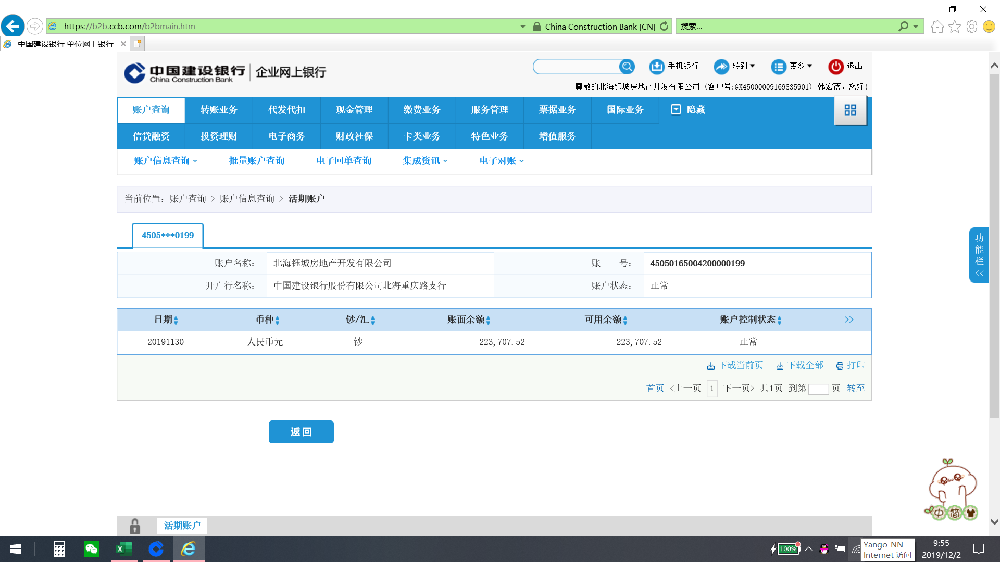 https://b2b.ccb.com/b2bmain.htm
China Construction Bank [CN]
搜索...
中国建设银行 单位网上银行
中国建设银行
China Construction Bank
企业网上银行
手机银行
转到
更多
退出
尊敬的北海钰城房地产开发有限公司（客户号:GX45000009169835901）韩宏蓓，您好！
账户查询 转账业务 代发代扣 现金管理 缴费业务 服务管理 票据业务 国际业务 隐藏
信贷融资 投资理财 电子商务 财政社保 卡类业务 特色业务 增值服务
账户信息查询 批量账户查询 电子回单查询 集成资讯 电子对账
当前位置：账户查询 > 账户信息查询 > 活期账户
4505***0199
账户名称： 北海钰城房地产开发有限公司 账 号： 45050165004200000199
开户行名称： 中国建设银行股份有限公司北海重庆路支行 账户状态： 正常
日期 币种 钞/汇 账面余额 可用余额 账户控制状态 >>
20191130 人民币元 钞 223,707.52 223,707.52 正常
下载当前页 下载全部 打印
首页 <上一页 1 下一页> 共1页 到第 页 转至
返回
功能栏 <<
中 简
活期账户
100%
Yango-NN
Internet 访问
9:55
2019/12/2